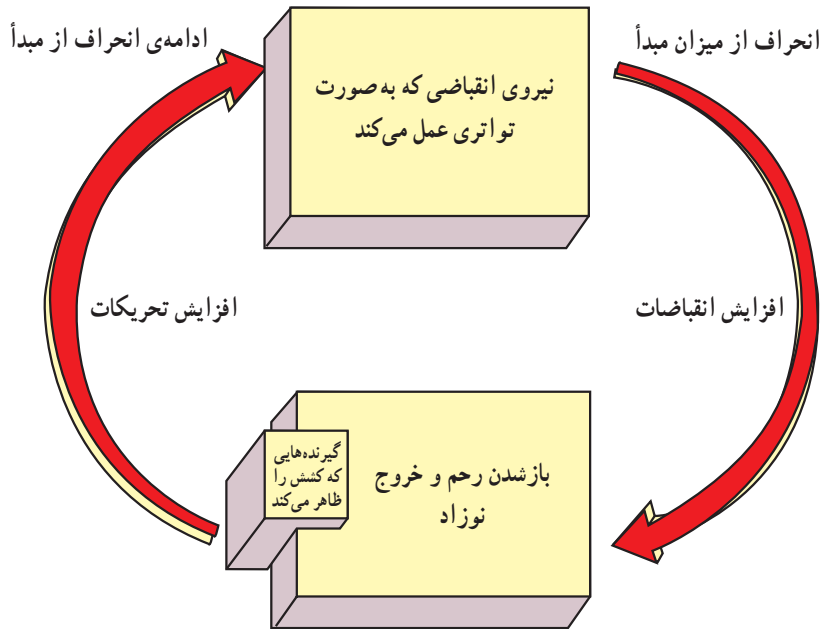 انحراف از میزان مبدأ
ادامه‌ی انحراف از مبدأ
نیروی انقباضی که به‌صورت
تواتری عمل می‌کند
افزایش انقباضات
افزایش تحریکات
بازشدن رحم و خروج
نوزاد
گیرنده‌هایی
که کشش را
ظاهر می‌کند